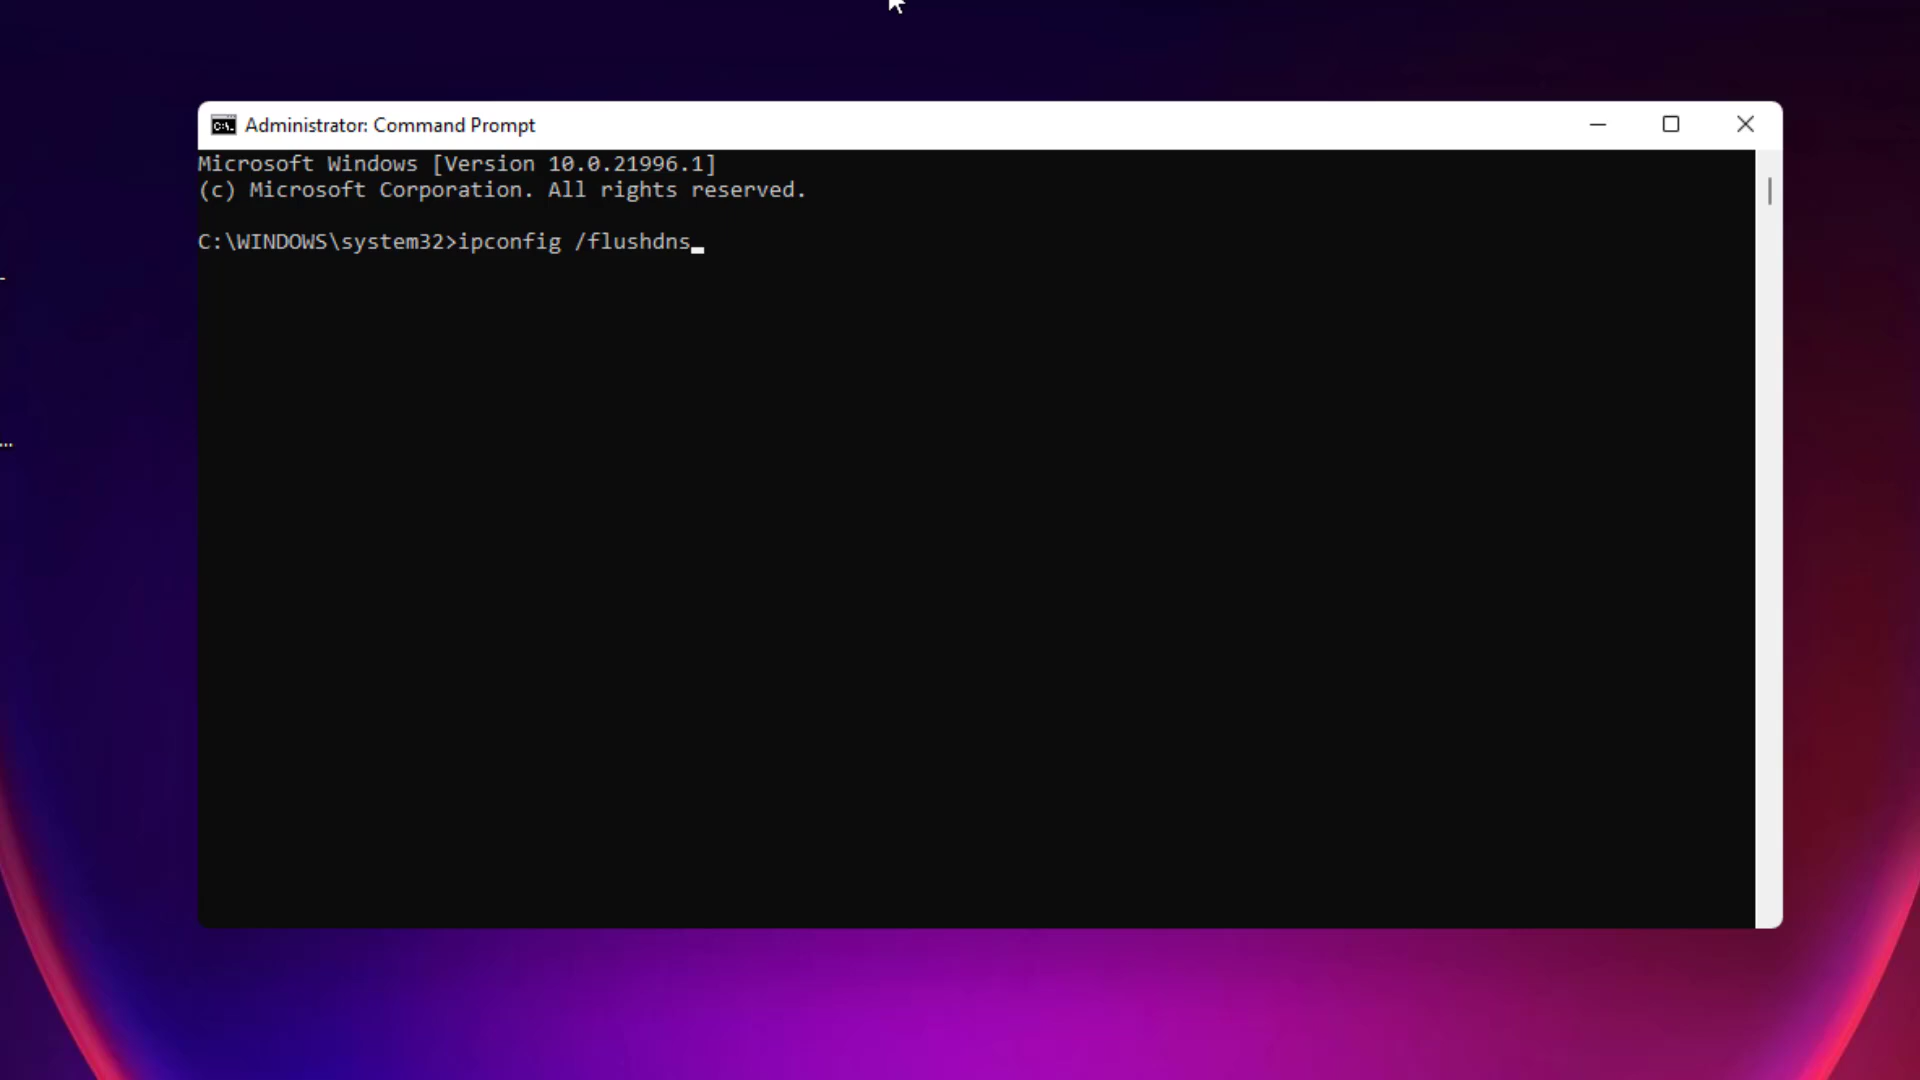 Administrator: Command Prompt
Microsoft Windows [Version 10.0.21996.1]
(c) Microsoft Corporation. All rights reserved.
C:\WINDOWS\system32>ipconfig /flushdns